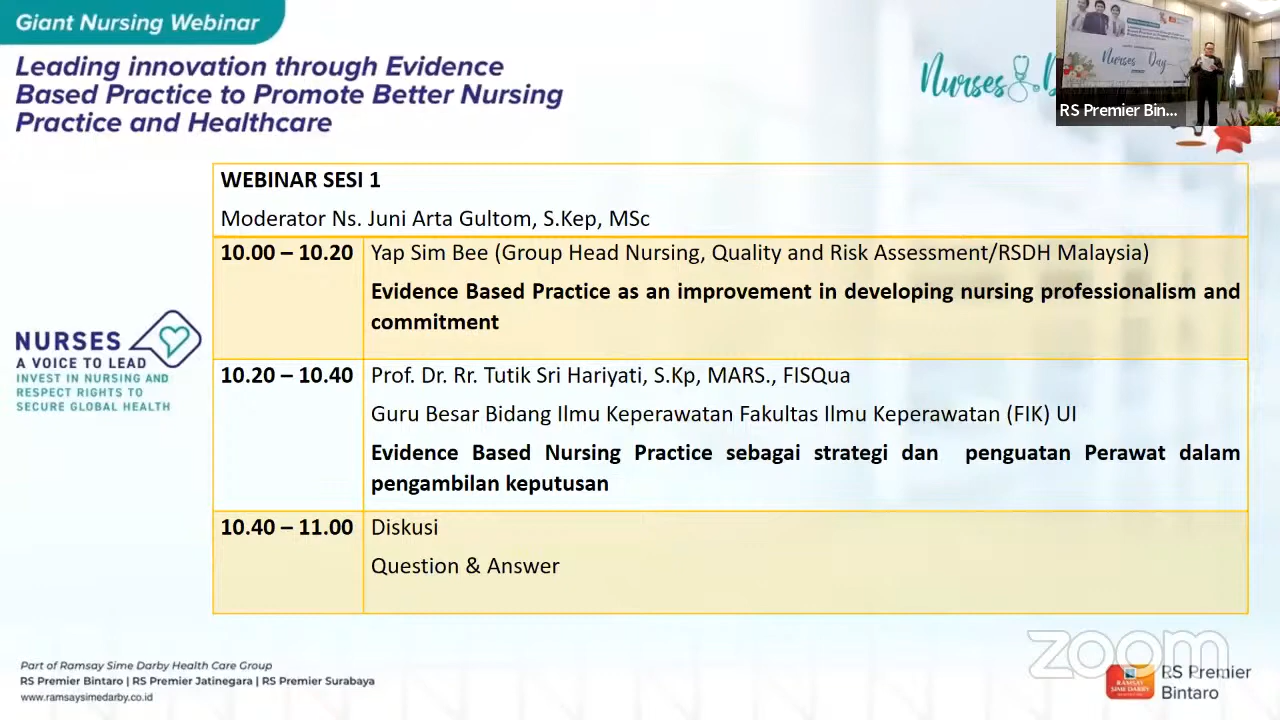 Giant Nursing Webinar
Leading innovation through Evidence
Based Practice to Promote Better Nursing
Practice and Healthcare
Nurses
Nurses Day
RS Premier Bin...
WEBINAR SESI 1
Moderator Ns. Juni Arta Gultom, S.Kep, MSc
10.00 – 10.20
Yap Sim Bee (Group Head Nursing, Quality and Risk Assessment/RSDH Malaysia)
Evidence Based Practice as an improvement in developing nursing professionalism and
commitment
10.20 – 10.40
Prof. Dr. Rr. Tutik Sri Hariyati, S.Kp, MARS., FISQua
Guru Besar Bidang Ilmu Keperawatan Fakultas Ilmu Keperawatan (FIK) UI
Evidence Based Nursing Practice sebagai strategi dan penguatan Perawat dalam
pengambilan keputusan
10.40 – 11.00
Diskusi
Question & Answer
NURSES
A VOICE TO LEAD
INVEST IN NURSING AND
RESPECT RIGHTS TO
SECURE GLOBAL HEALTH
Part of Ramsay Sime Darby Health Care Group
RS Premier Bintaro | RS Premier Jatinegara | RS Premier Surabaya
www.ramsaysimedarby.co.id
zoom
RAMSAY
SIME DARBY
RS Premier
Bintaro